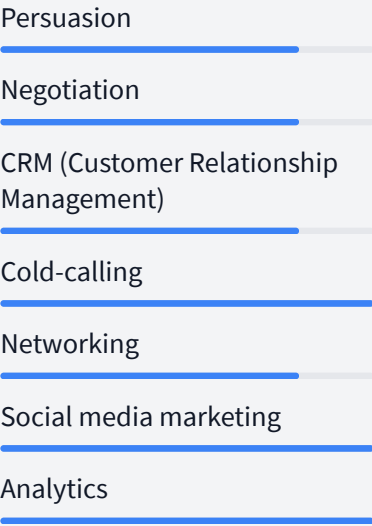 Persuasion
Negotiation
CRM (Customer Relationship
Management)
Cold-calling
Networking
Social media marketing
Analytics